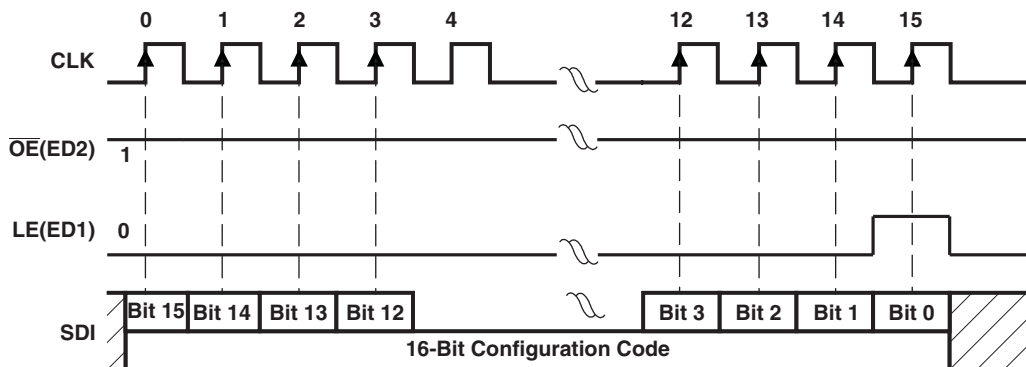 0 1 2 3 4 12 13 14 15
CLK
OE(ED2) 1
LE(ED1) 0
SDI Bit 15 Bit 14 Bit 13 Bit 12 Bit 3 Bit 2 Bit 1 Bit 0
16-Bit Configuration Code